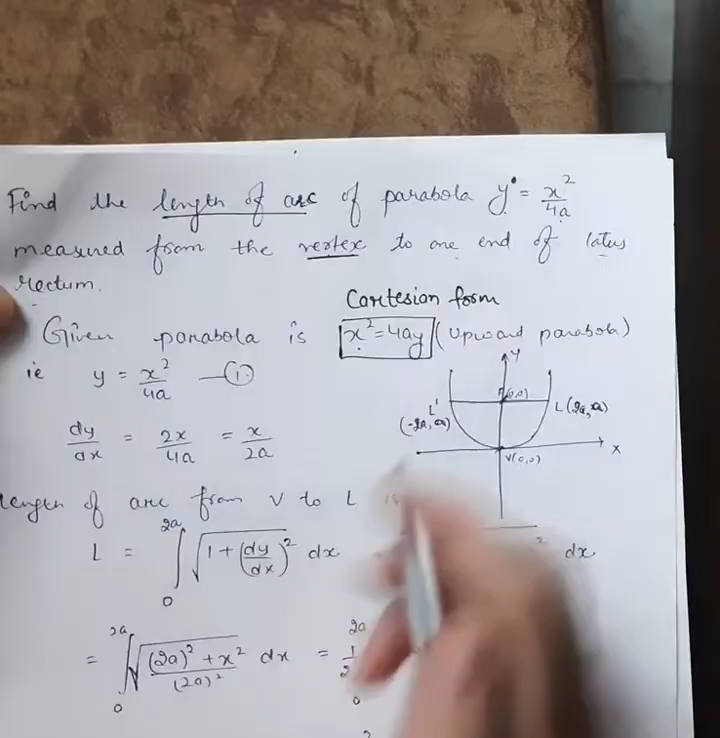 Find the length of arc of parabola y = x²/4a
measured from the vertex to one end of latus
rectum.
Cartesion form
Given parabola is x² = 4ay (Upward parabola)
ie y = x²/4a —①
y
L'
L(2a, a)
(-2a, a)
x
V(0,0)
dy/dx = 2x/4a = x/2a
length of arc from V to L is
L = ∫₀²ᵃ √(1 + (dy/dx)²) dx
2 dx
= ∫₀²ᵃ √(((2a)² + x²)/(2a)²) dx =
2a
0